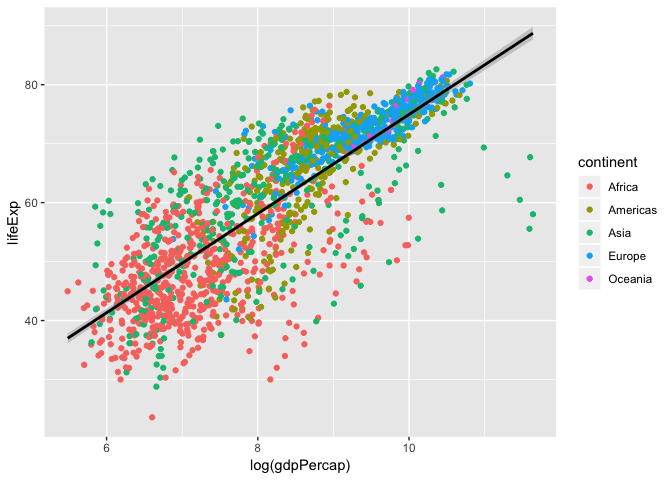 80
60
40
lifeExp
6
8
10
log(gdpPercap)
continent
Africa
Americas
Asia
Europe
Oceania